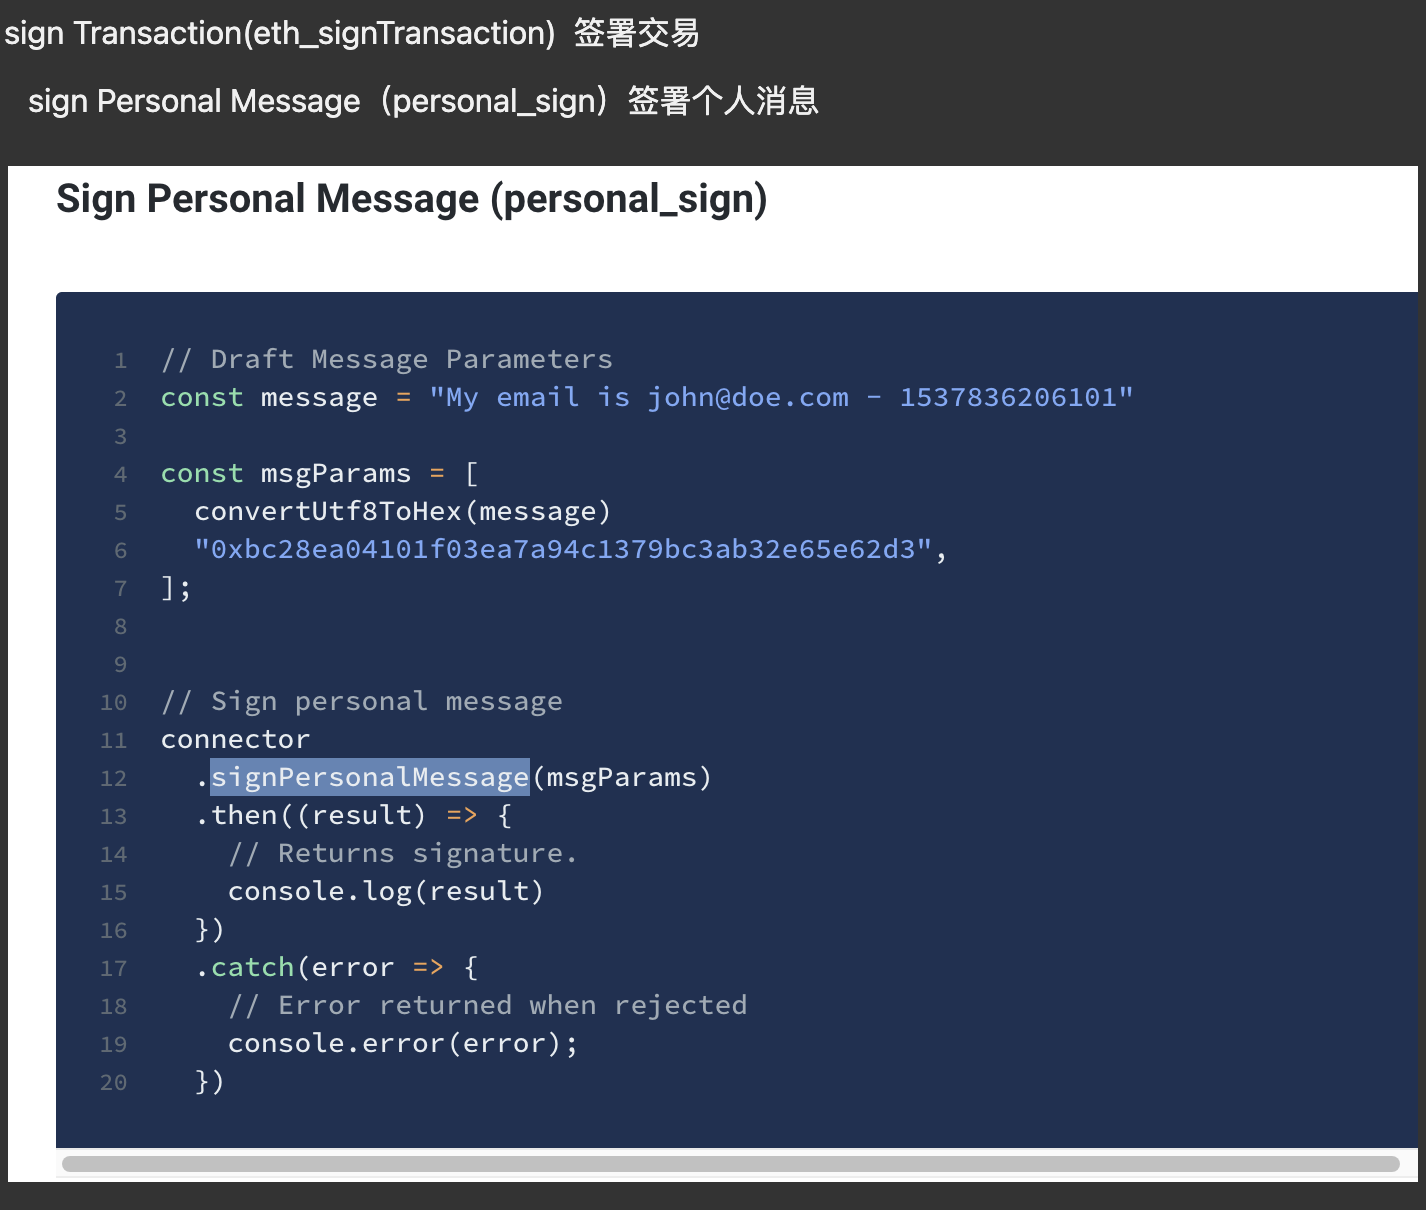 sign Transaction(eth_signTransaction)  签署交易
sign Personal Message（personal_sign）签署个人消息
Sign Personal Message (personal_sign)
1 // Draft Message Parameters
2 const message = "My email is john@doe.com - 1537836206101"
3
4 const msgParams = [
5   convertUtf8ToHex(message)
6   "0xbc28ea04101f03ea7a94c1379bc3ab32e65e62d3",
7 ];
8
9
10 // Sign personal message
11 connector
12   .signPersonalMessage(msgParams)
13   .then((result) => {
14     // Returns signature.
15     console.log(result)
16   })
17   .catch(error => {
18     // Error returned when rejected
19     console.error(error);
20   })